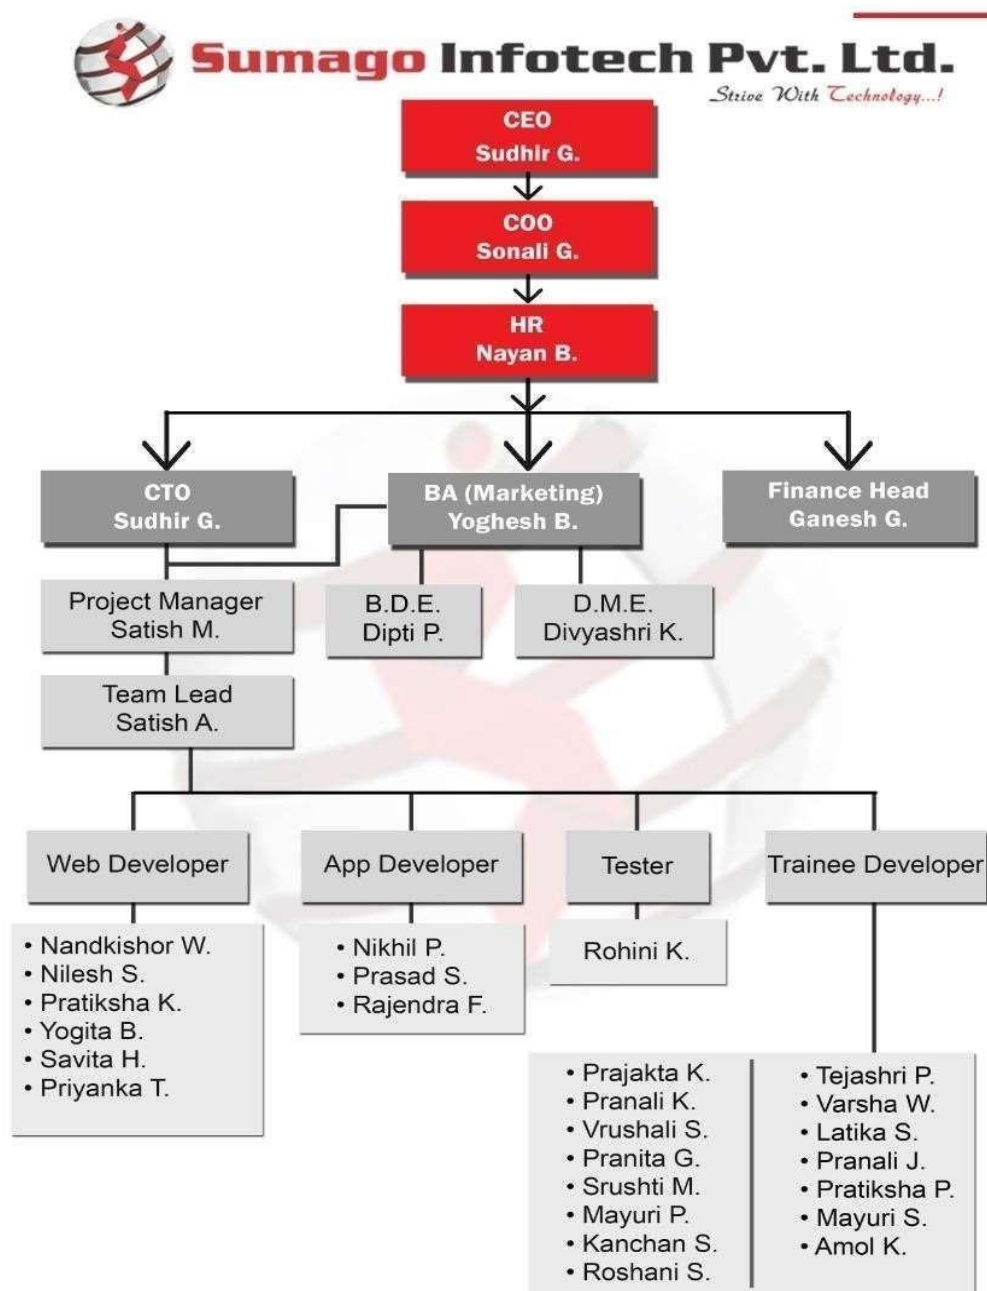 Sumago Infotech Pvt. Ltd.
Strive With Technology...!
CEO
Sudhir G.
COO
Sonali G.
HR
Nayan B.
CTO
Sudhir G.
BA (Marketing)
Yoghesh B.
Finance Head
Ganesh G.
Project Manager
Satish M.
B.D.E.
Dipti P.
D.M.E.
Divyashri K.
Team Lead
Satish A.
Web Developer
App Developer
Tester
Trainee Developer
• Nandkishor W.
• Nilesh S.
• Pratiksha K.
• Yogita B.
• Savita H.
• Priyanka T.
• Nikhil P.
• Prasad S.
• Rajendra F.
Rohini K.
• Prajakta K.
• Pranali K.
• Vrushali S.
• Pranita G.
• Srushti M.
• Mayuri P.
• Kanchan S.
• Roshani S.
• Tejashri P.
• Varsha W.
• Latika S.
• Pranali J.
• Pratiksha P.
• Mayuri S.
• Amol K.